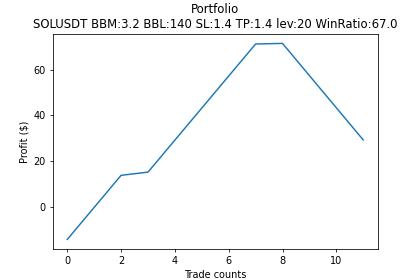 Portfolio
SOLUSDT BBM:3.2 BBL:140 SL:1.4 TP:1.4 lev:20 WinRatio:67.0
60
40
20
0
Profit ($)
0 2 4 6 8 10
Trade counts